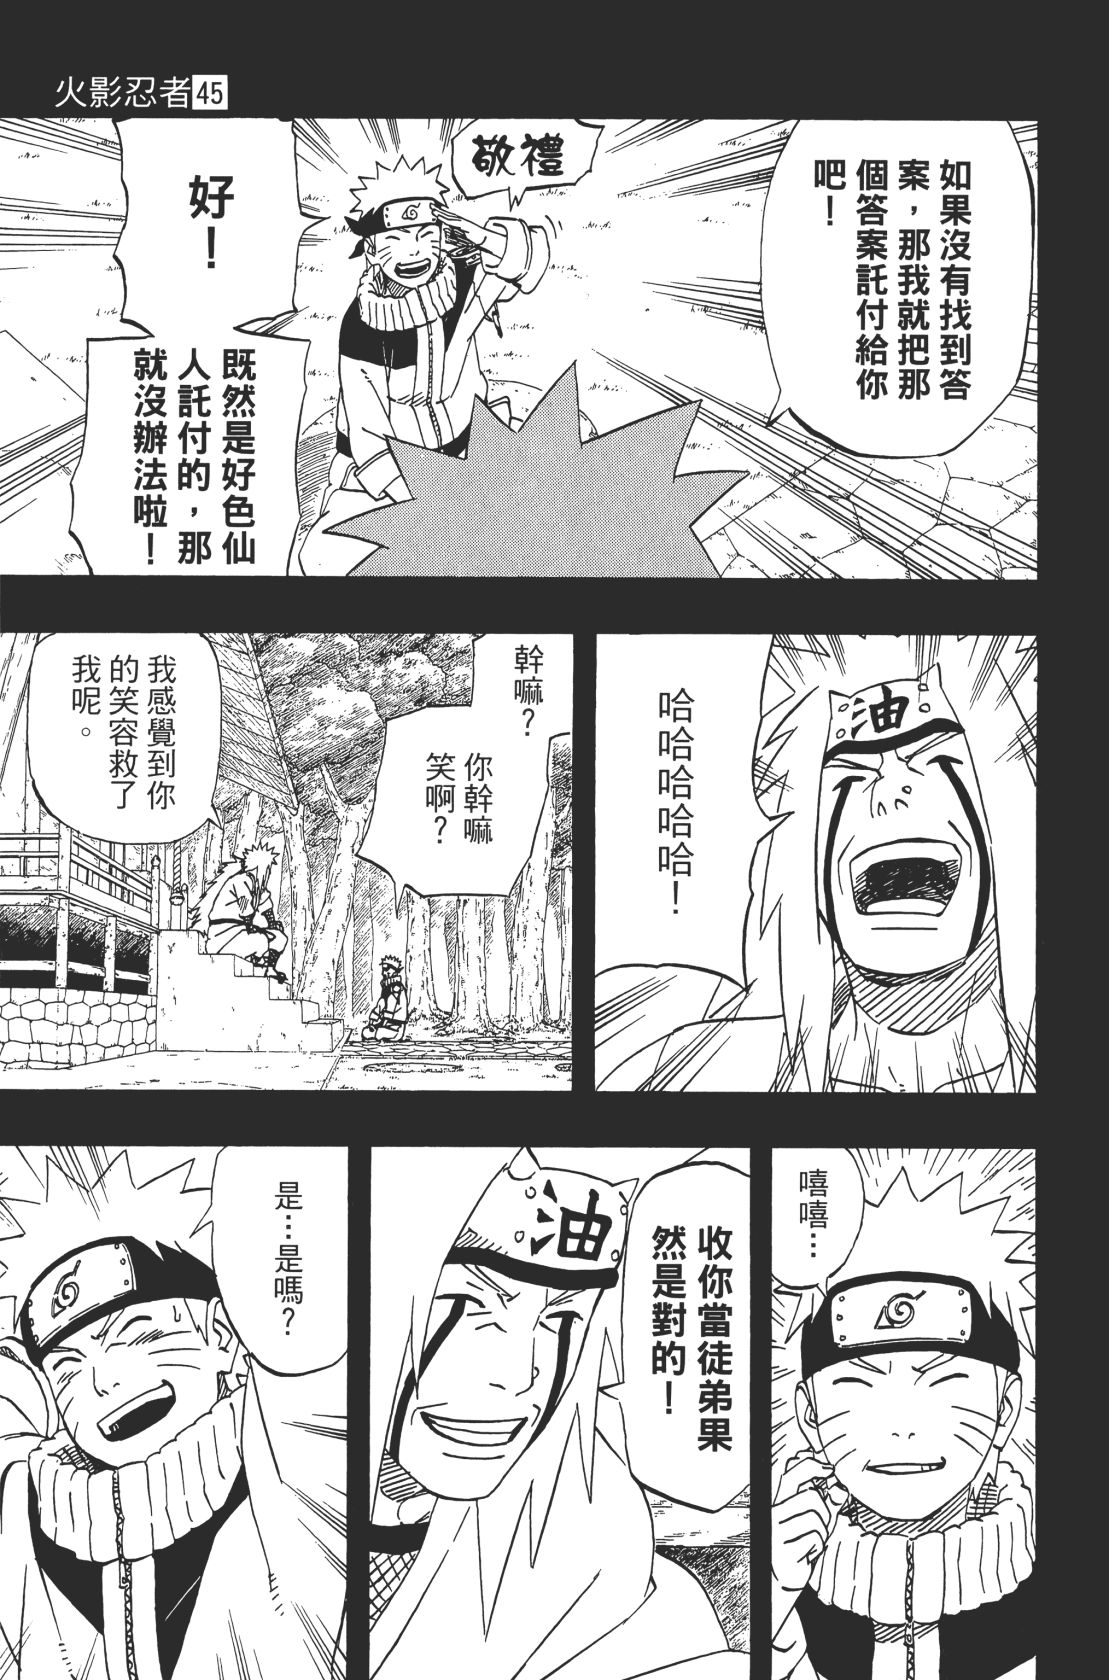 火影忍者45
如果沒有找到答
案，那我就把那
個答案託付給你
吧！
敬禮
好！
既然是好色仙
人託付的，那
就沒辦法啦！
油
哈哈哈哈哈！
幹嘛？
你幹嘛
笑啊？
我感覺到你
的笑容救了
我呢。
嘻嘻…
收你當徒弟果
然是對的！
油
是…是嗎？